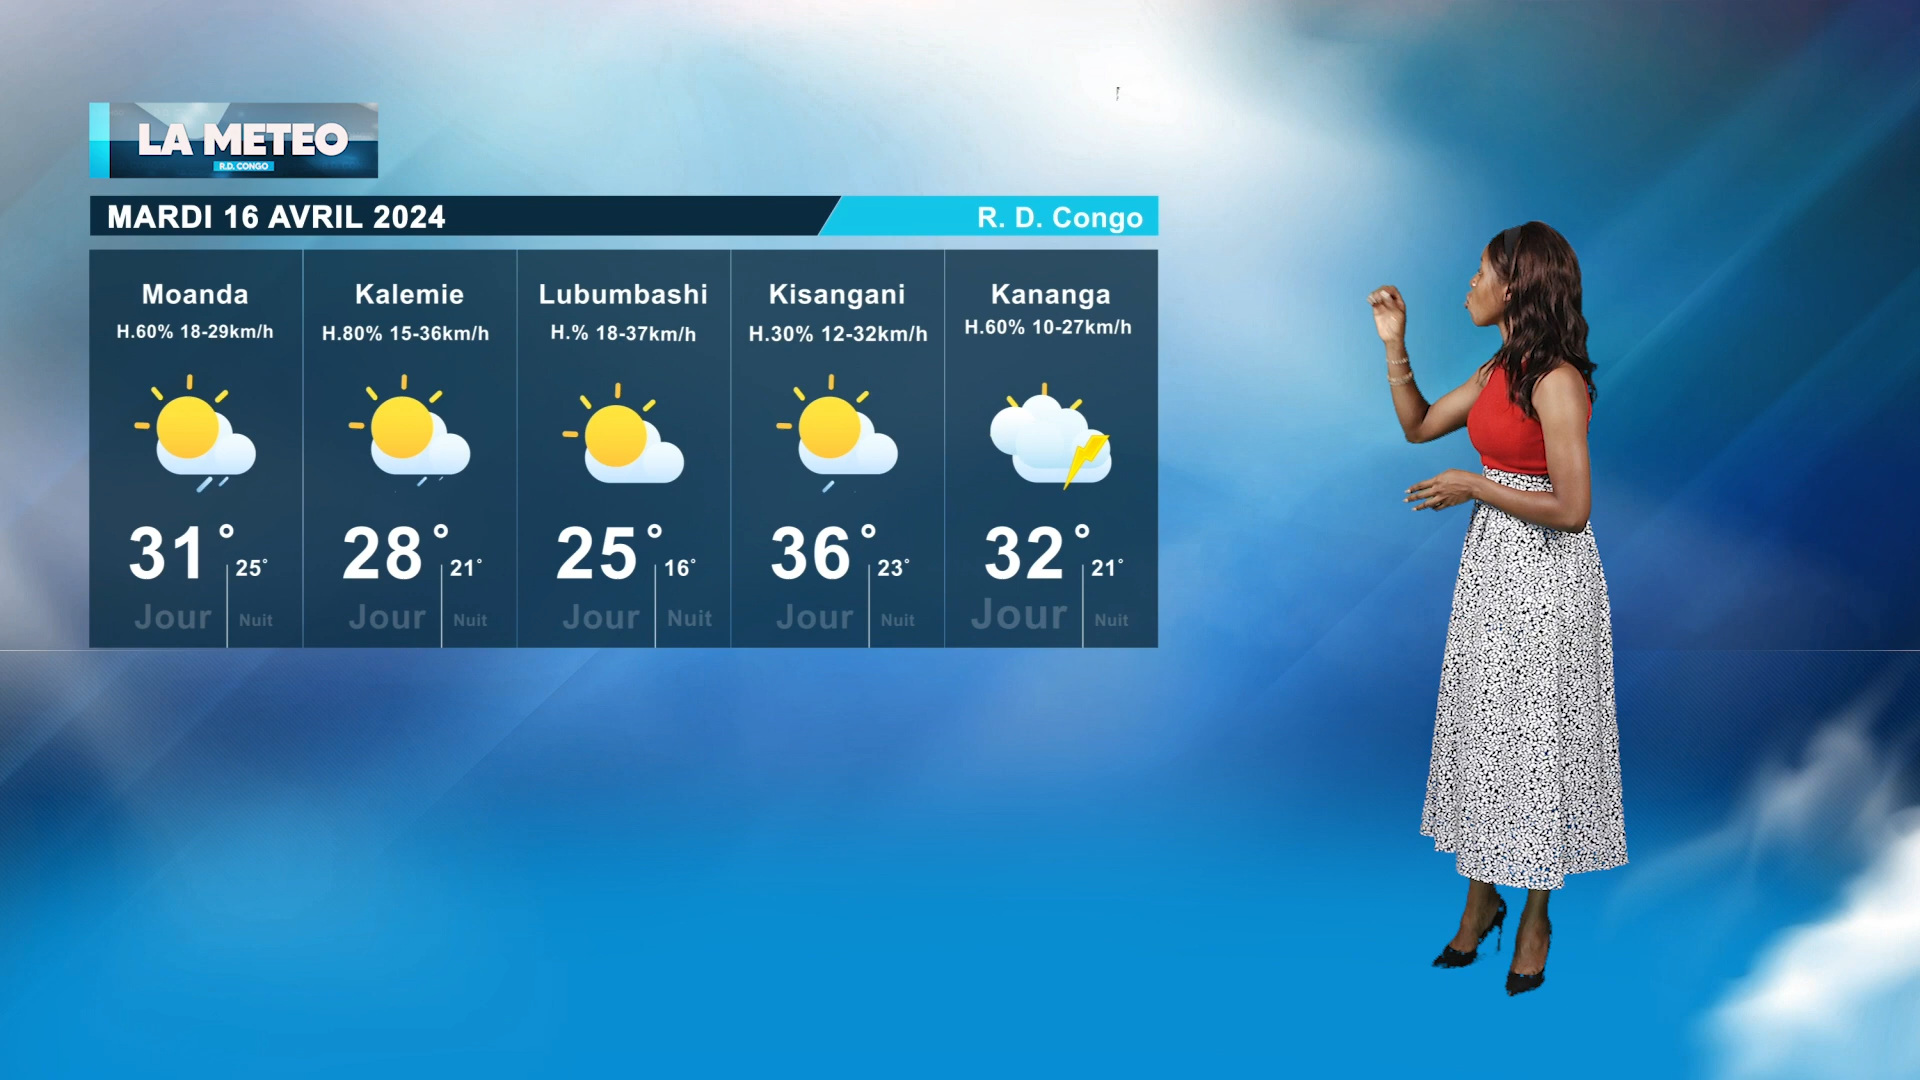 LA METEO
R.D. CONGO
MARDI 16 AVRIL 2024
R. D. Congo
Moanda
H.60% 18-29km/h
31° 25°
Jour Nuit
Kalemie
H.80% 15-36km/h
28° 21°
Jour Nuit
Lubumbashi
H.% 18-37km/h
25° 16°
Jour Nuit
Kisangani
H.30% 12-32km/h
36° 23°
Jour Nuit
Kananga
H.60% 10-27km/h
32° 21°
Jour Nuit